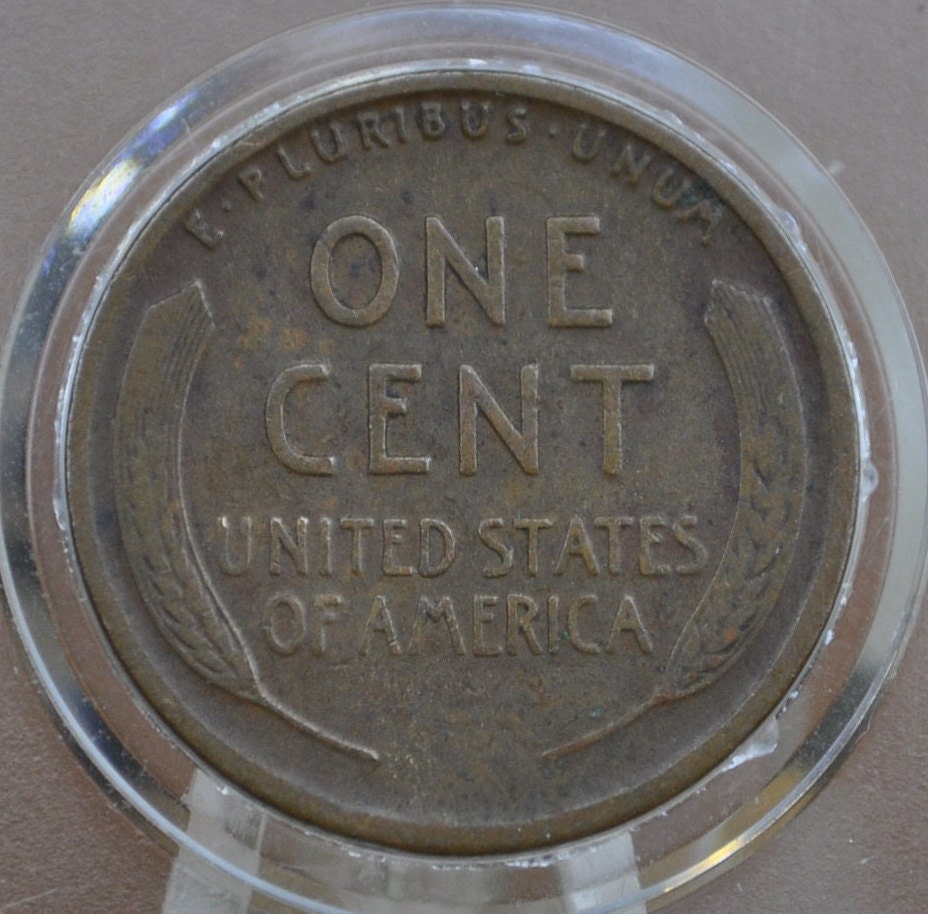 E · PLURIBUS · UNUM
ONE
CENT
UNITED STATES
OF AMERICA